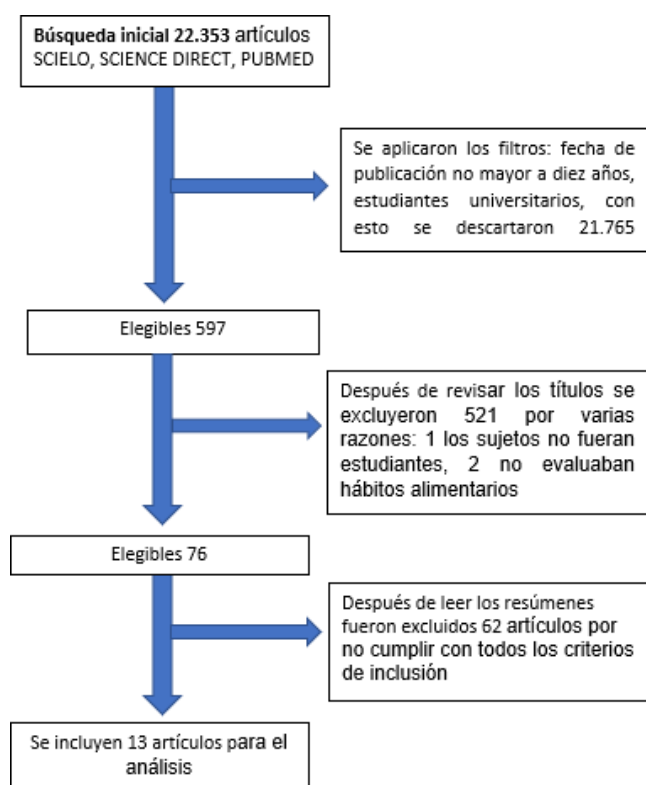 Búsqueda inicial 22.353 artículos
SCIELO, SCIENCE DIRECT, PUBMED
Se aplicaron los filtros: fecha de
publicación no mayor a diez años,
estudiantes universitarios, con
esto se descartaron 21.765
Elegibles 597
Después de revisar los títulos se
excluyeron 521 por varias
razones: 1 los sujetos no fueran
estudiantes, 2 no evaluaban
hábitos alimentarios
Elegibles 76
Después de leer los resúmenes
fueron excluidos 62 artículos por
no cumplir con todos los criterios
de inclusión
Se incluyen 13 artículos para el
análisis